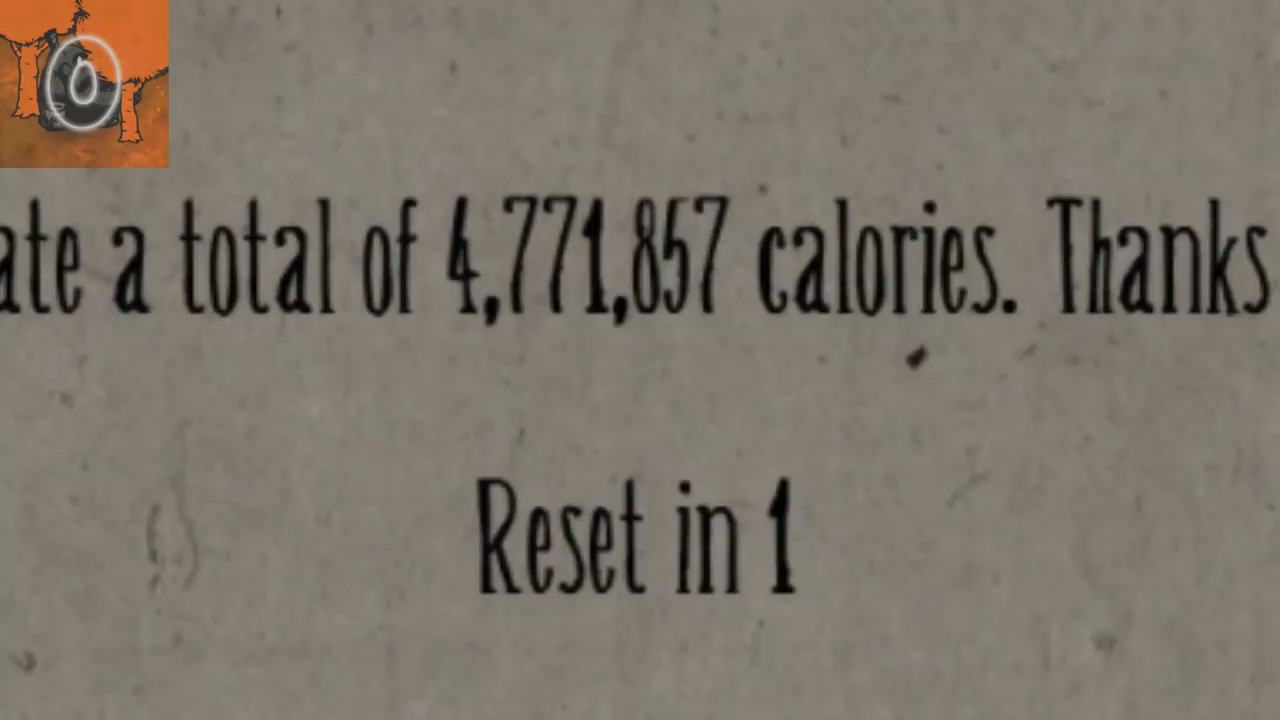 ate a total of 4,771,857 calories. Thanks
Reset in 1